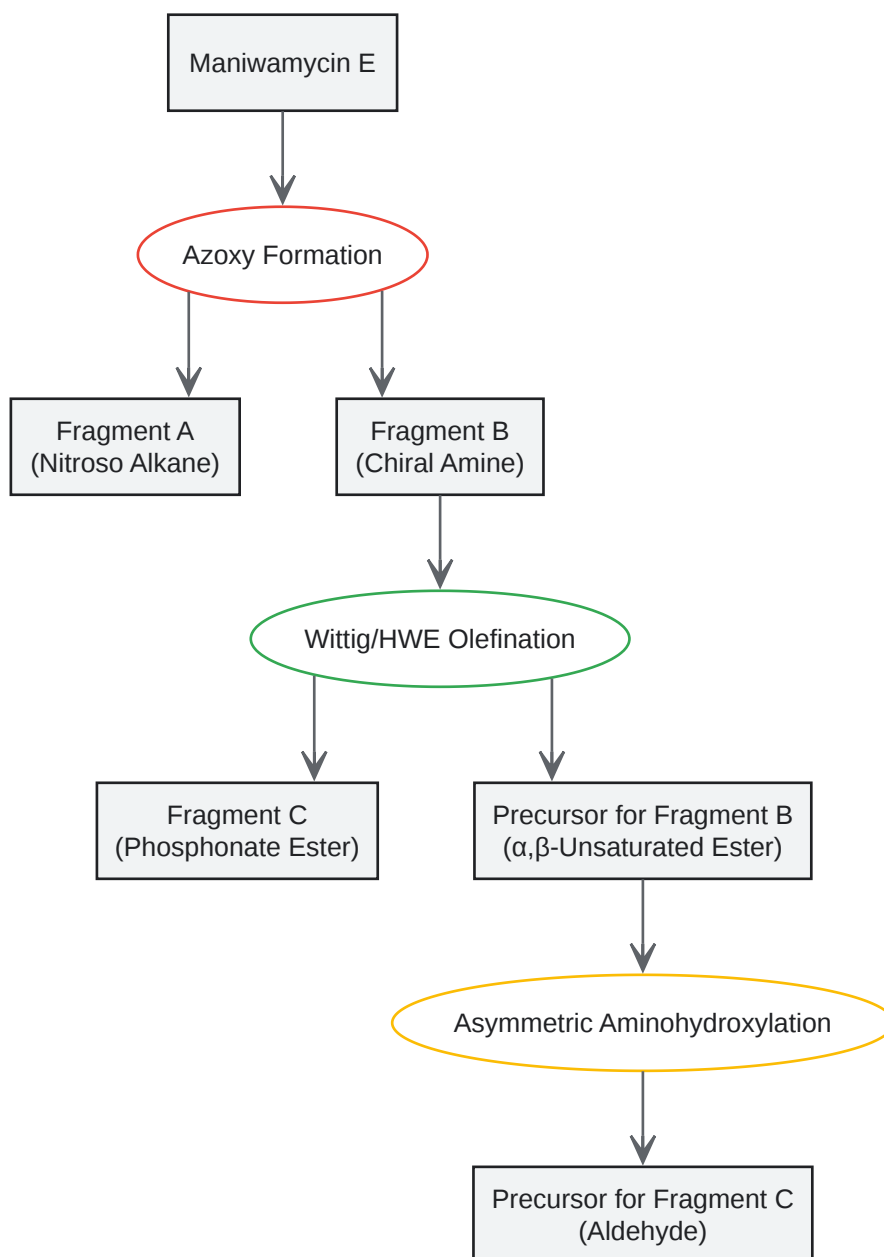 Maniwamycin E
Azoxy Formation
Fragment A
(Nitroso Alkane)
Fragment B
(Chiral Amine)
Wittig/HWE Olefination
Fragment C
(Phosphonate Ester)
Precursor for Fragment B
(α,β-Unsaturated Ester)
Asymmetric Aminohydroxylation
Precursor for Fragment C
(Aldehyde)